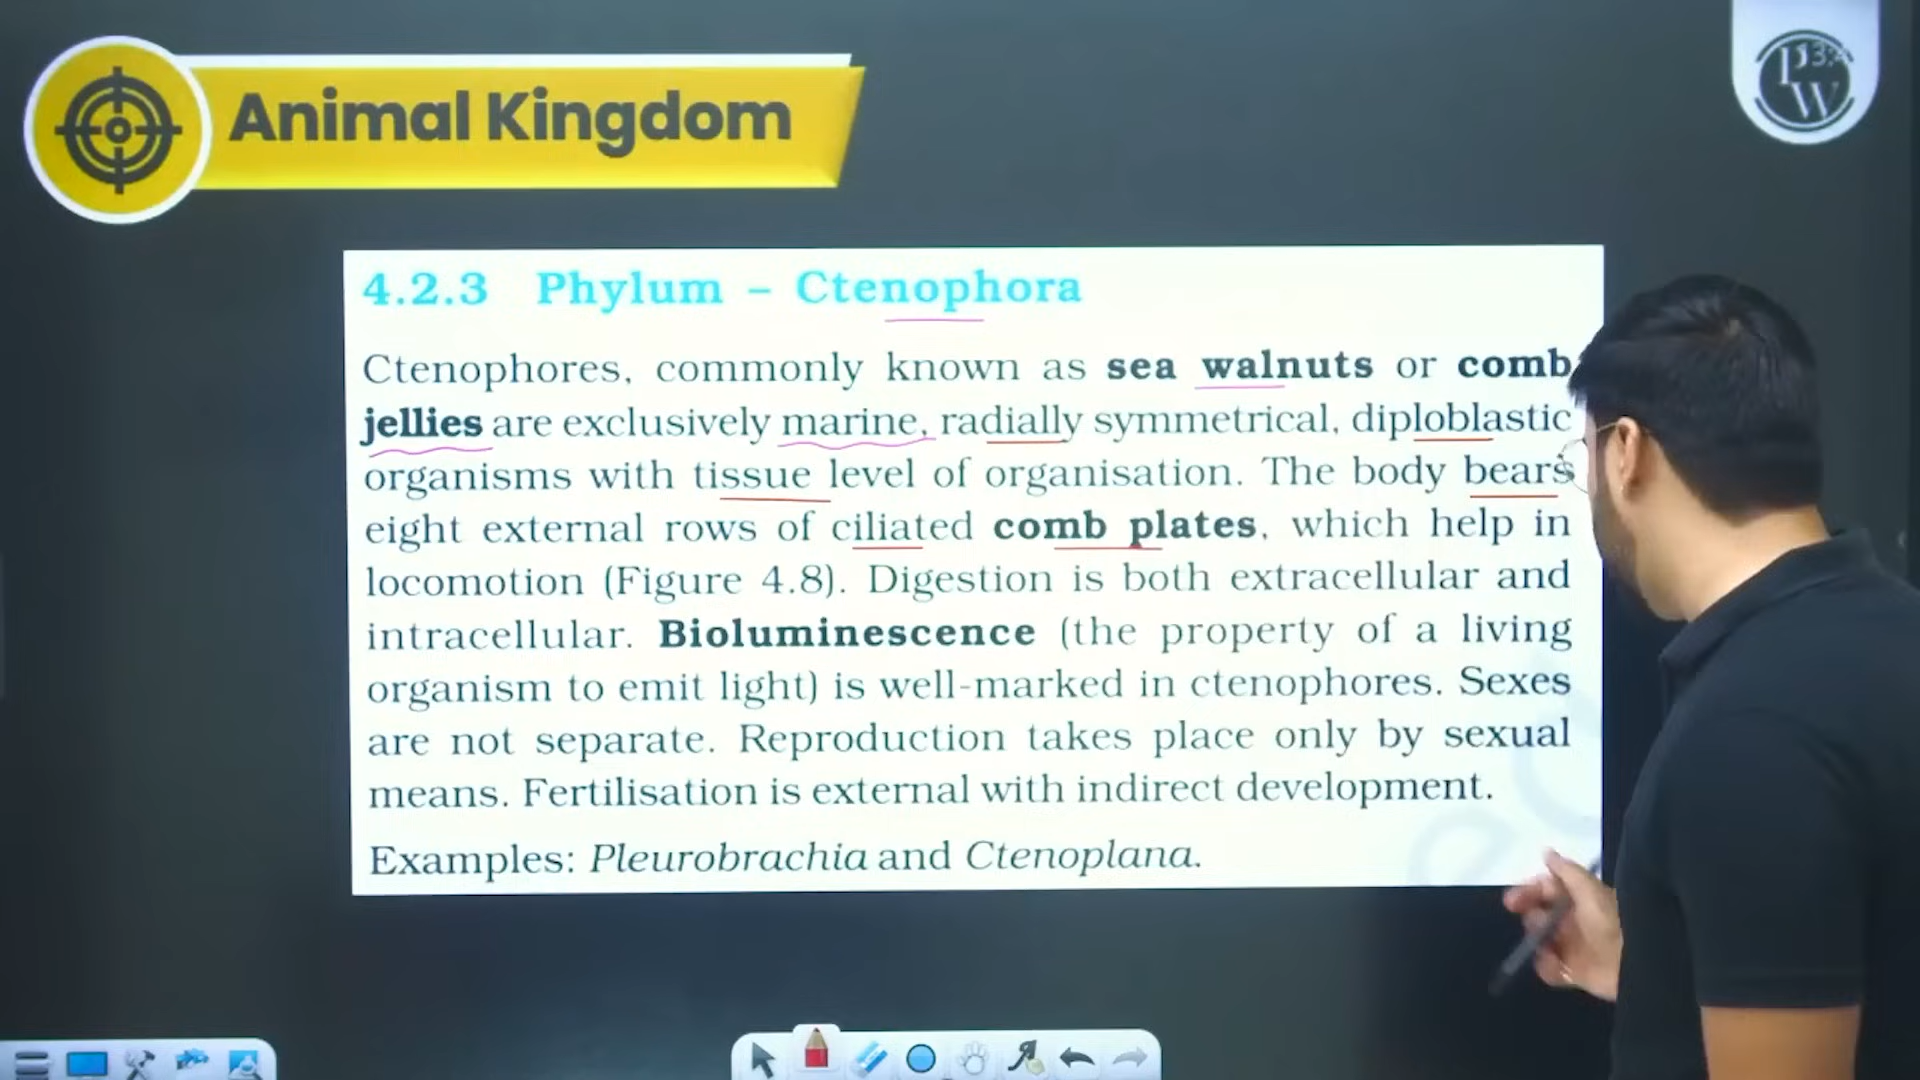 Animal Kingdom
PW
4.2.3 Phylum – Ctenophora
Ctenophores, commonly known as sea walnuts or comb
jellies are exclusively marine, radially symmetrical, diploblastic
organisms with tissue level of organisation. The body bears
eight external rows of ciliated comb plates, which help in
locomotion (Figure 4.8). Digestion is both extracellular and
intracellular. Bioluminescence (the property of a living
organism to emit light) is well-marked in ctenophores. Sexes
are not separate. Reproduction takes place only by sexual
means. Fertilisation is external with indirect development.
Examples: Pleurobrachia and Ctenoplana.